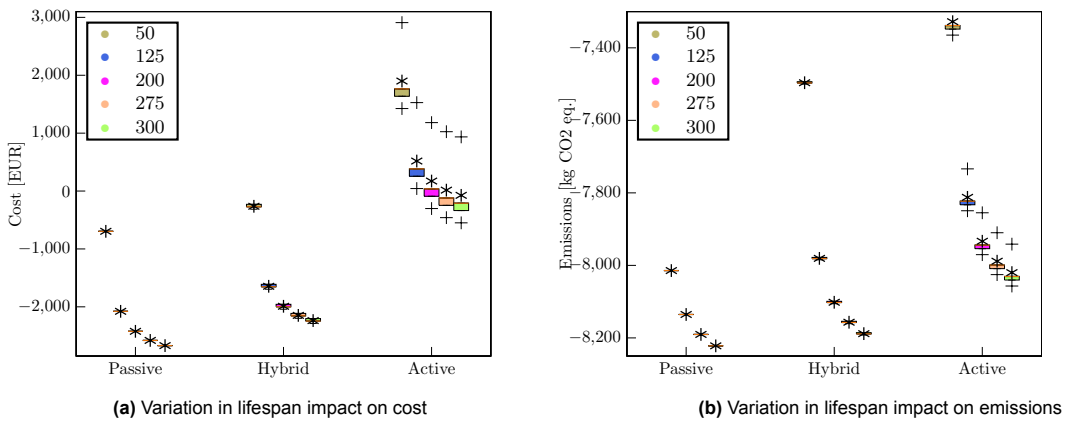 3,000
2,000
1,000
0
−1,000
−2,000
Cost [EUR]
50
125
200
275
300
Passive
Hybrid
Active
(a) Variation in lifespan impact on cost
−7,400
−7,600
−7,800
−8,000
−8,200
Emissions [kg CO2 eq.]
50
125
200
275
300
Passive
Hybrid
Active
(b) Variation in lifespan impact on emissions